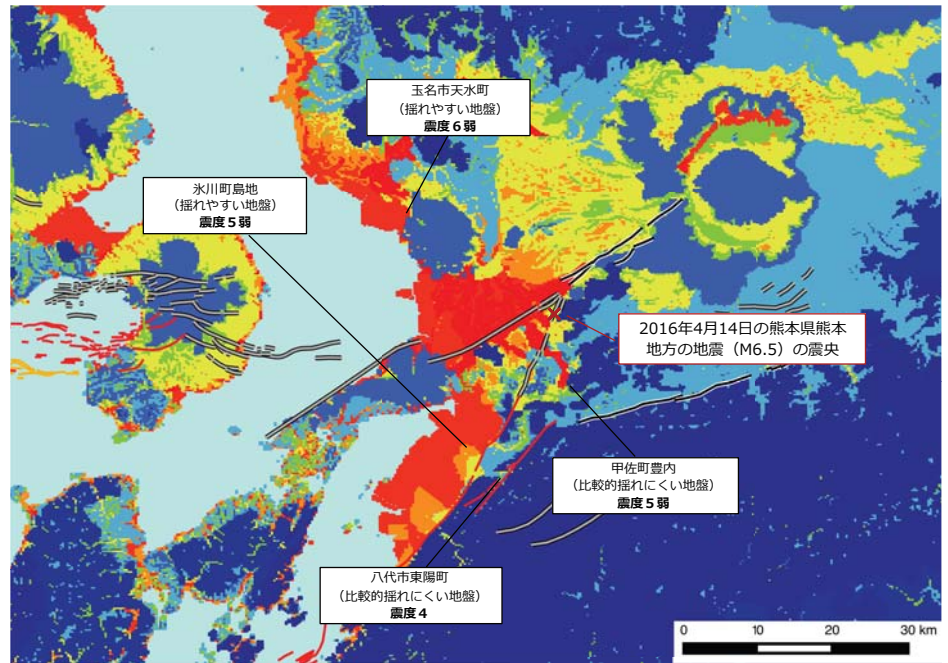 玉名市天水町
(揺れやすい地盤)
震度６弱
氷川町島地
(揺れやすい地盤)
震度５弱
2016年4月14日の熊本県熊本
地方の地震（M6.5）の震央
甲佐町豊内
(比較的揺れにくい地盤)
震度５弱
八代市東陽町
(比較的揺れにくい地盤)
震度４
0 10 20 30 km